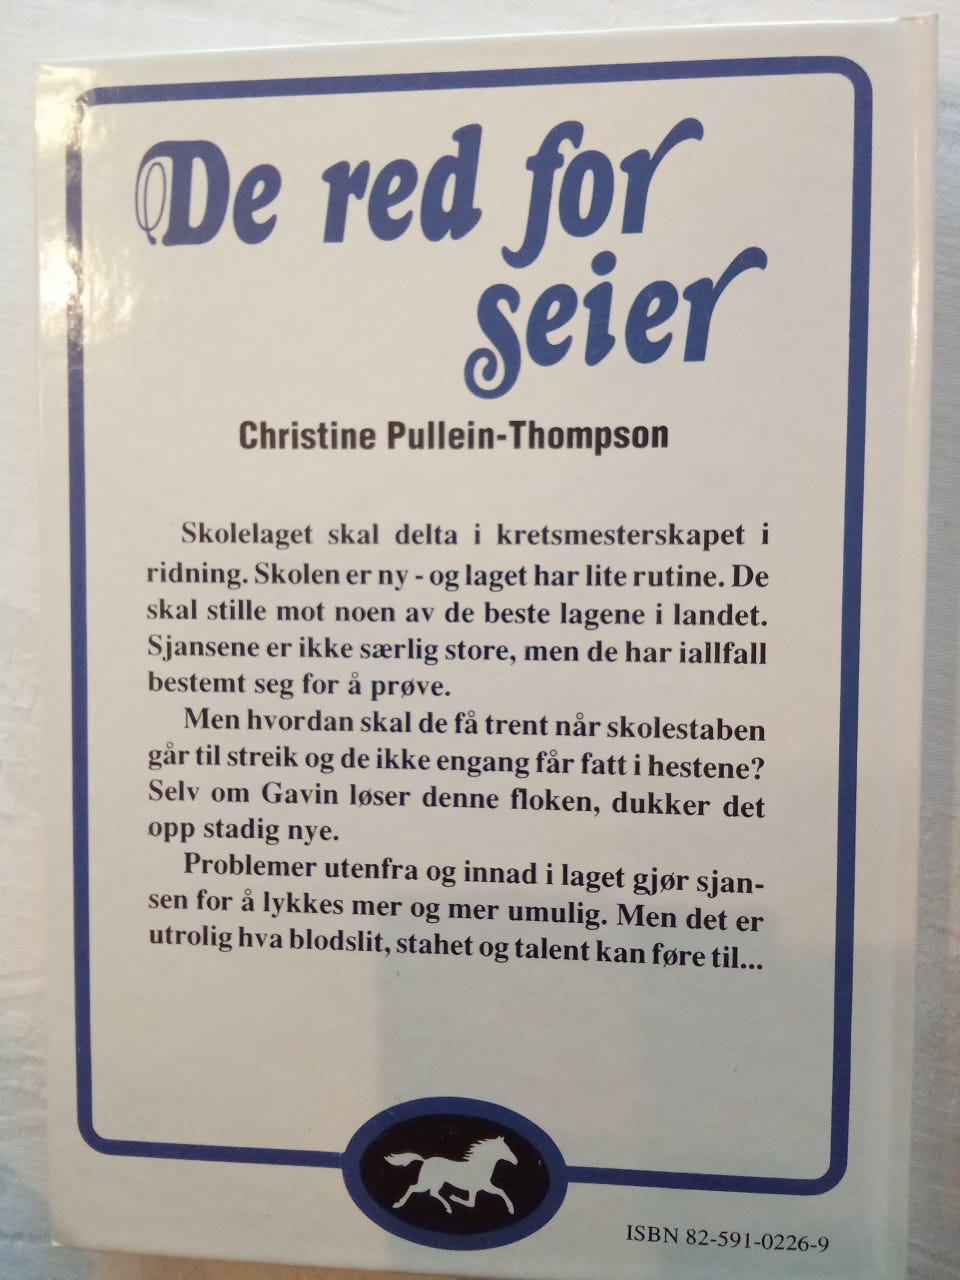 De red for
seier
Christine Pullein-Thompson
Skolelaget skal delta i kretsmesterskapet i
ridning. Skolen er ny - og laget har lite rutine. De
skal stille mot noen av de beste lagene i landet.
Sjansene er ikke særlig store, men de har iallfall
bestemt seg for å prøve.
Men hvordan skal de få trent når skolestaben
går til streik og de ikke engang får fatt i hestene?
Selv om Gavin løser denne floken, dukker det
opp stadig nye.
Problemer utenfra og innad i laget gjør sjan-
sen for å lykkes mer og mer umulig. Men det er
utrolig hva blodslit, stahet og talent kan føre til...
ISBN 82-591-0226-9